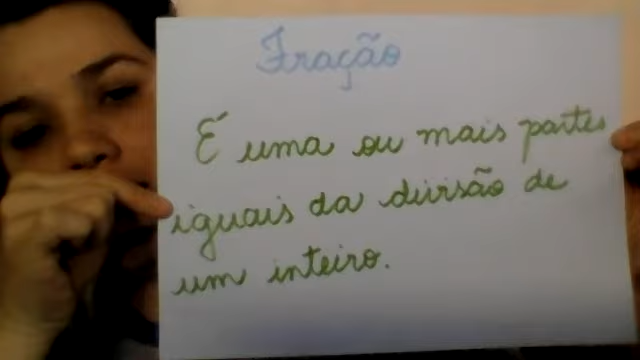 Fração
É uma ou mais partes
iguais da divisão de
um inteiro.